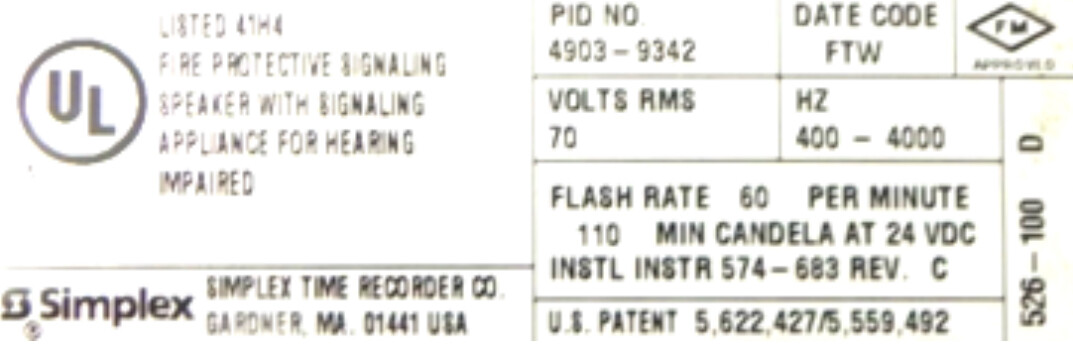 UL
LISTED 41H4
FIRE PROTECTIVE SIGNALING
SPEAKER WITH SIGNALING
APPLIANCE FOR HEARING
IMPAIRED
Simplex
®
SIMPLEX TIME RECORDER CO.
GARDNER, MA. 01441 USA
PID NO.
4903-9342
DATE CODE
FTW
FM
APPROVED
VOLTS RMS
70
HZ
400 - 4000
FLASH RATE 60 PER MINUTE
110 MIN CANDELA AT 24 VDC
INSTL INSTR 574-683 REV. C
U.S. PATENT 5,622,427/5,559,492
526-100 D